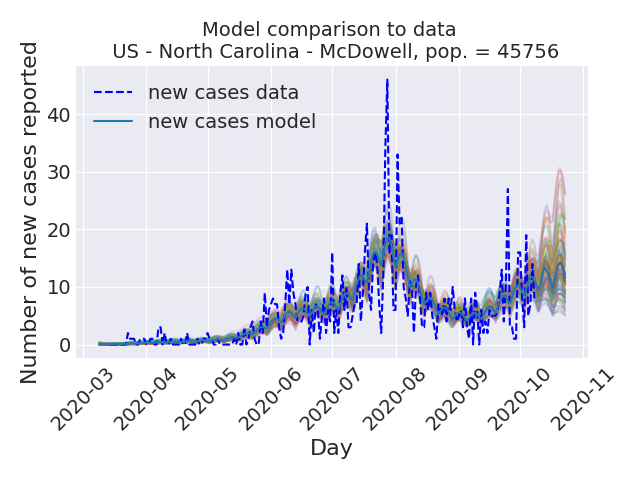 Model comparison to data
US - North Carolina - McDowell, pop. = 45756
Number of new cases reported
new cases data
new cases model
40
30
20
10
0
2020-03
2020-04
2020-05
2020-06
2020-07
2020-08
2020-09
2020-10
2020-11
Day